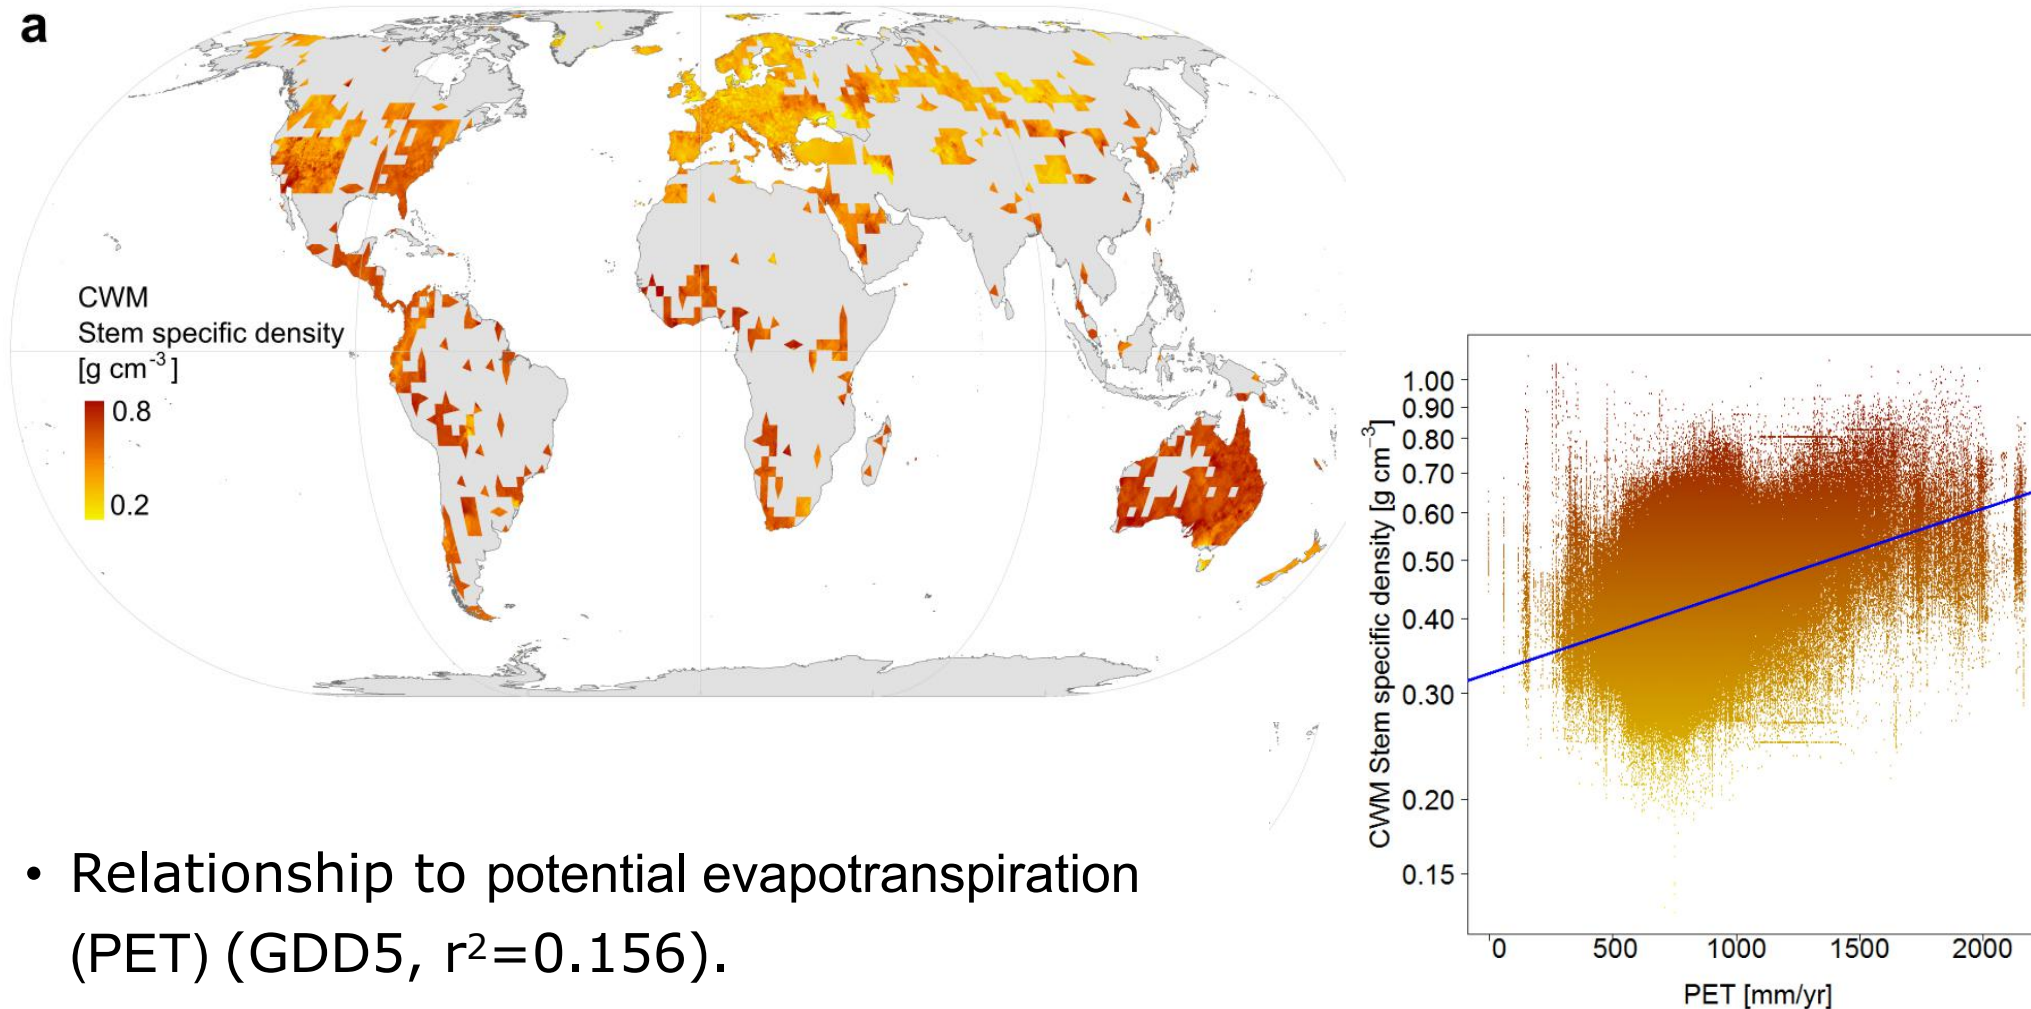 a
CWM
Stem specific density
[g cm⁻³]
0.8
0.2
CWM Stem specific density [g cm⁻³]
1.00
0.90
0.80
0.70
0.60
0.50
0.40
0.30
0.20
0.15
0 500 1000 1500 2000
PET [mm/yr]
• Relationship to potential evapotranspiration
(PET) (GDD5, r²=0.156).